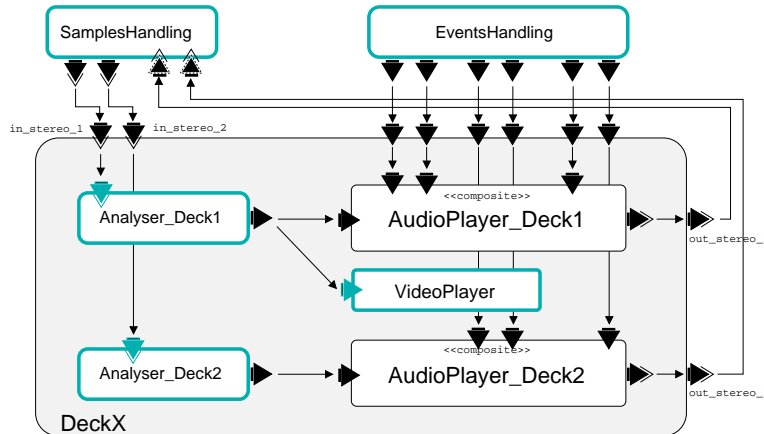 SamplesHandling
EventsHandling
in_stereo_1
in_stereo_2
<<composite>>
Analyser_Deck1
AudioPlayer_Deck1
out_stereo_
VideoPlayer
<<composite>>
Analyser_Deck2
AudioPlayer_Deck2
out_stereo_
DeckX